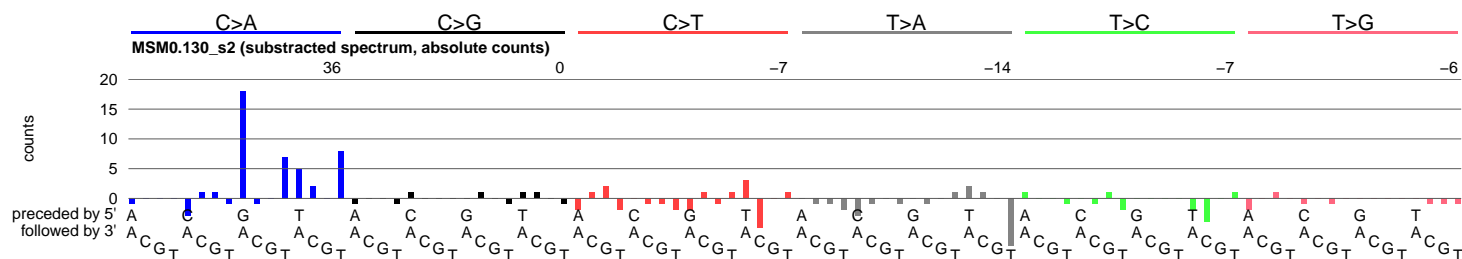 C>A C>G C>T T>A T>C T>G
MSM0.130_s2 (substracted spectrum, absolute counts)
36 0 −7 −14 −7 −6
20
15
10
5
0
counts
preceded by 5' A C G T A C G T A C G T A C G T A C G T A C G T
followed by 3' A C G T A C G T A C G T A C G T A C G T A C G T A C G T A C G T A C G T A C G T A C G T A C G T A C G T A C G T A C G T A C G T A C G T A C G T A C G T A C G T A C G T A C G T A C G T A C G T